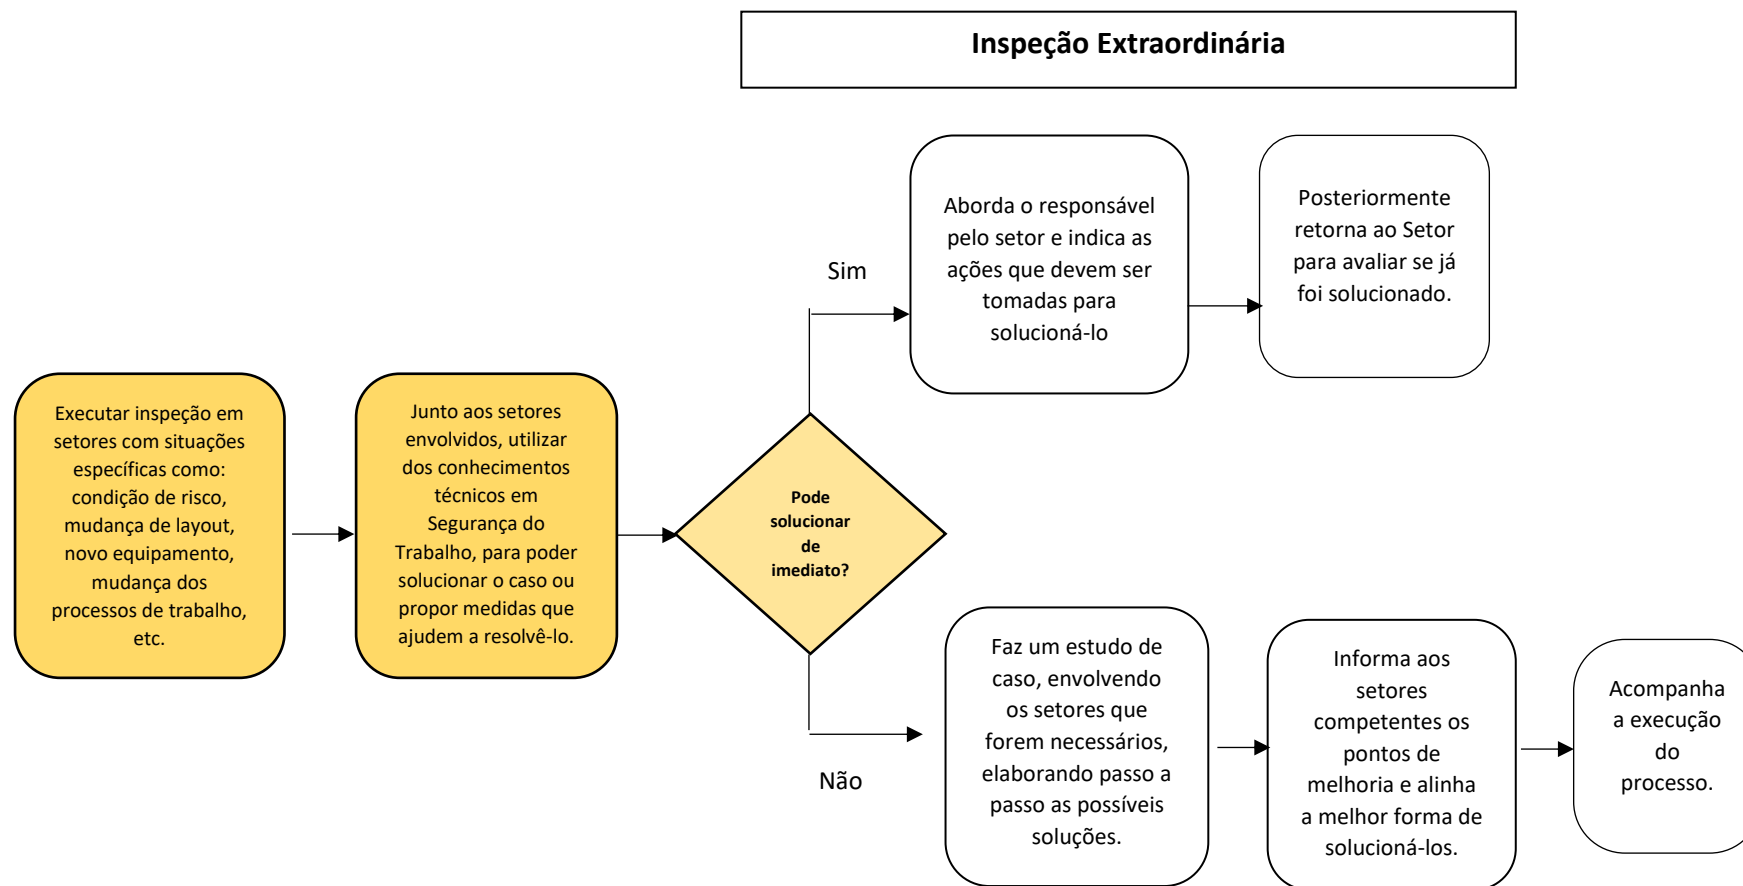 Inspeção Extraordinária
Executar inspeção em
setores com situações
específicas como:
condição de risco,
mudança de layout,
novo equipamento,
mudança dos
processos de trabalho,
etc.
Junto aos setores
envolvidos, utilizar
dos conhecimentos
técnicos em
Segurança do
Trabalho, para poder
solucionar o caso ou
propor medidas que
ajudem a resolvê-lo.
Pode
solucionar
de
imediato?
Sim
Aborda o responsável
pelo setor e indica as
ações que devem ser
tomadas para
solucioná-lo
Posteriormente
retorna ao Setor
para avaliar se já
foi solucionado.
Não
Faz um estudo de
caso, envolvendo
os setores que
forem necessários,
elaborando passo a
passo as possíveis
soluções.
Informa aos
setores
competentes os
pontos de
melhoria e alinha
a melhor forma de
solucioná-los.
Acompanha
a execução
do
processo.